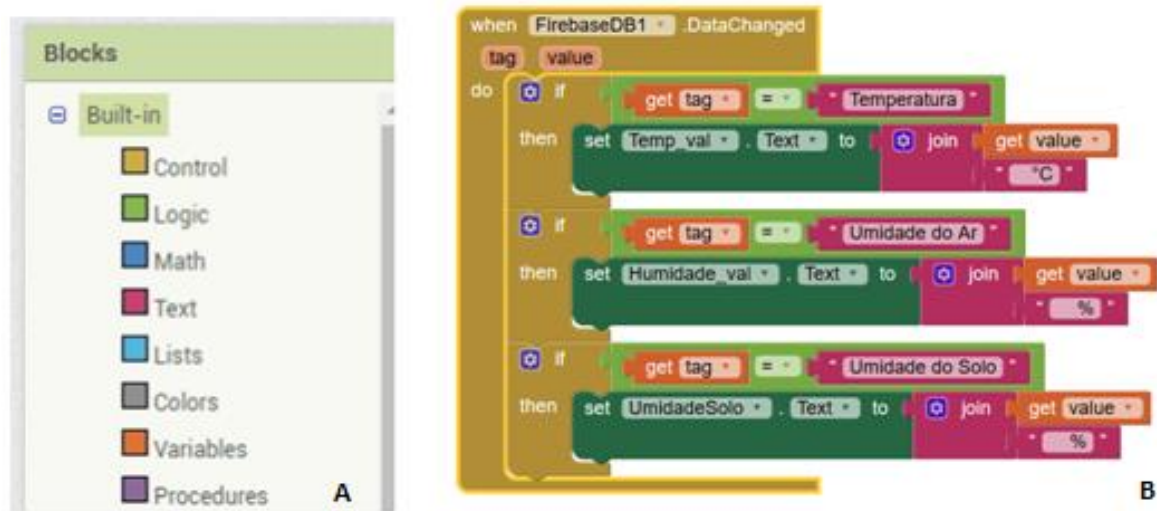 Blocks
Built-in
Control
Logic
Math
Text
Lists
Colors
Variables
Procedures
A
when FirebaseDB1 .DataChanged
tag value
do if get tag = " Temperatura "
then set Temp_val . Text to join get value
" °C "
if get tag = " Umidade do Ar "
then set Humidade_val . Text to join get value
" % "
if get tag = " Umidade do Solo "
then set UmidadeSolo . Text to join get value
" % "
B